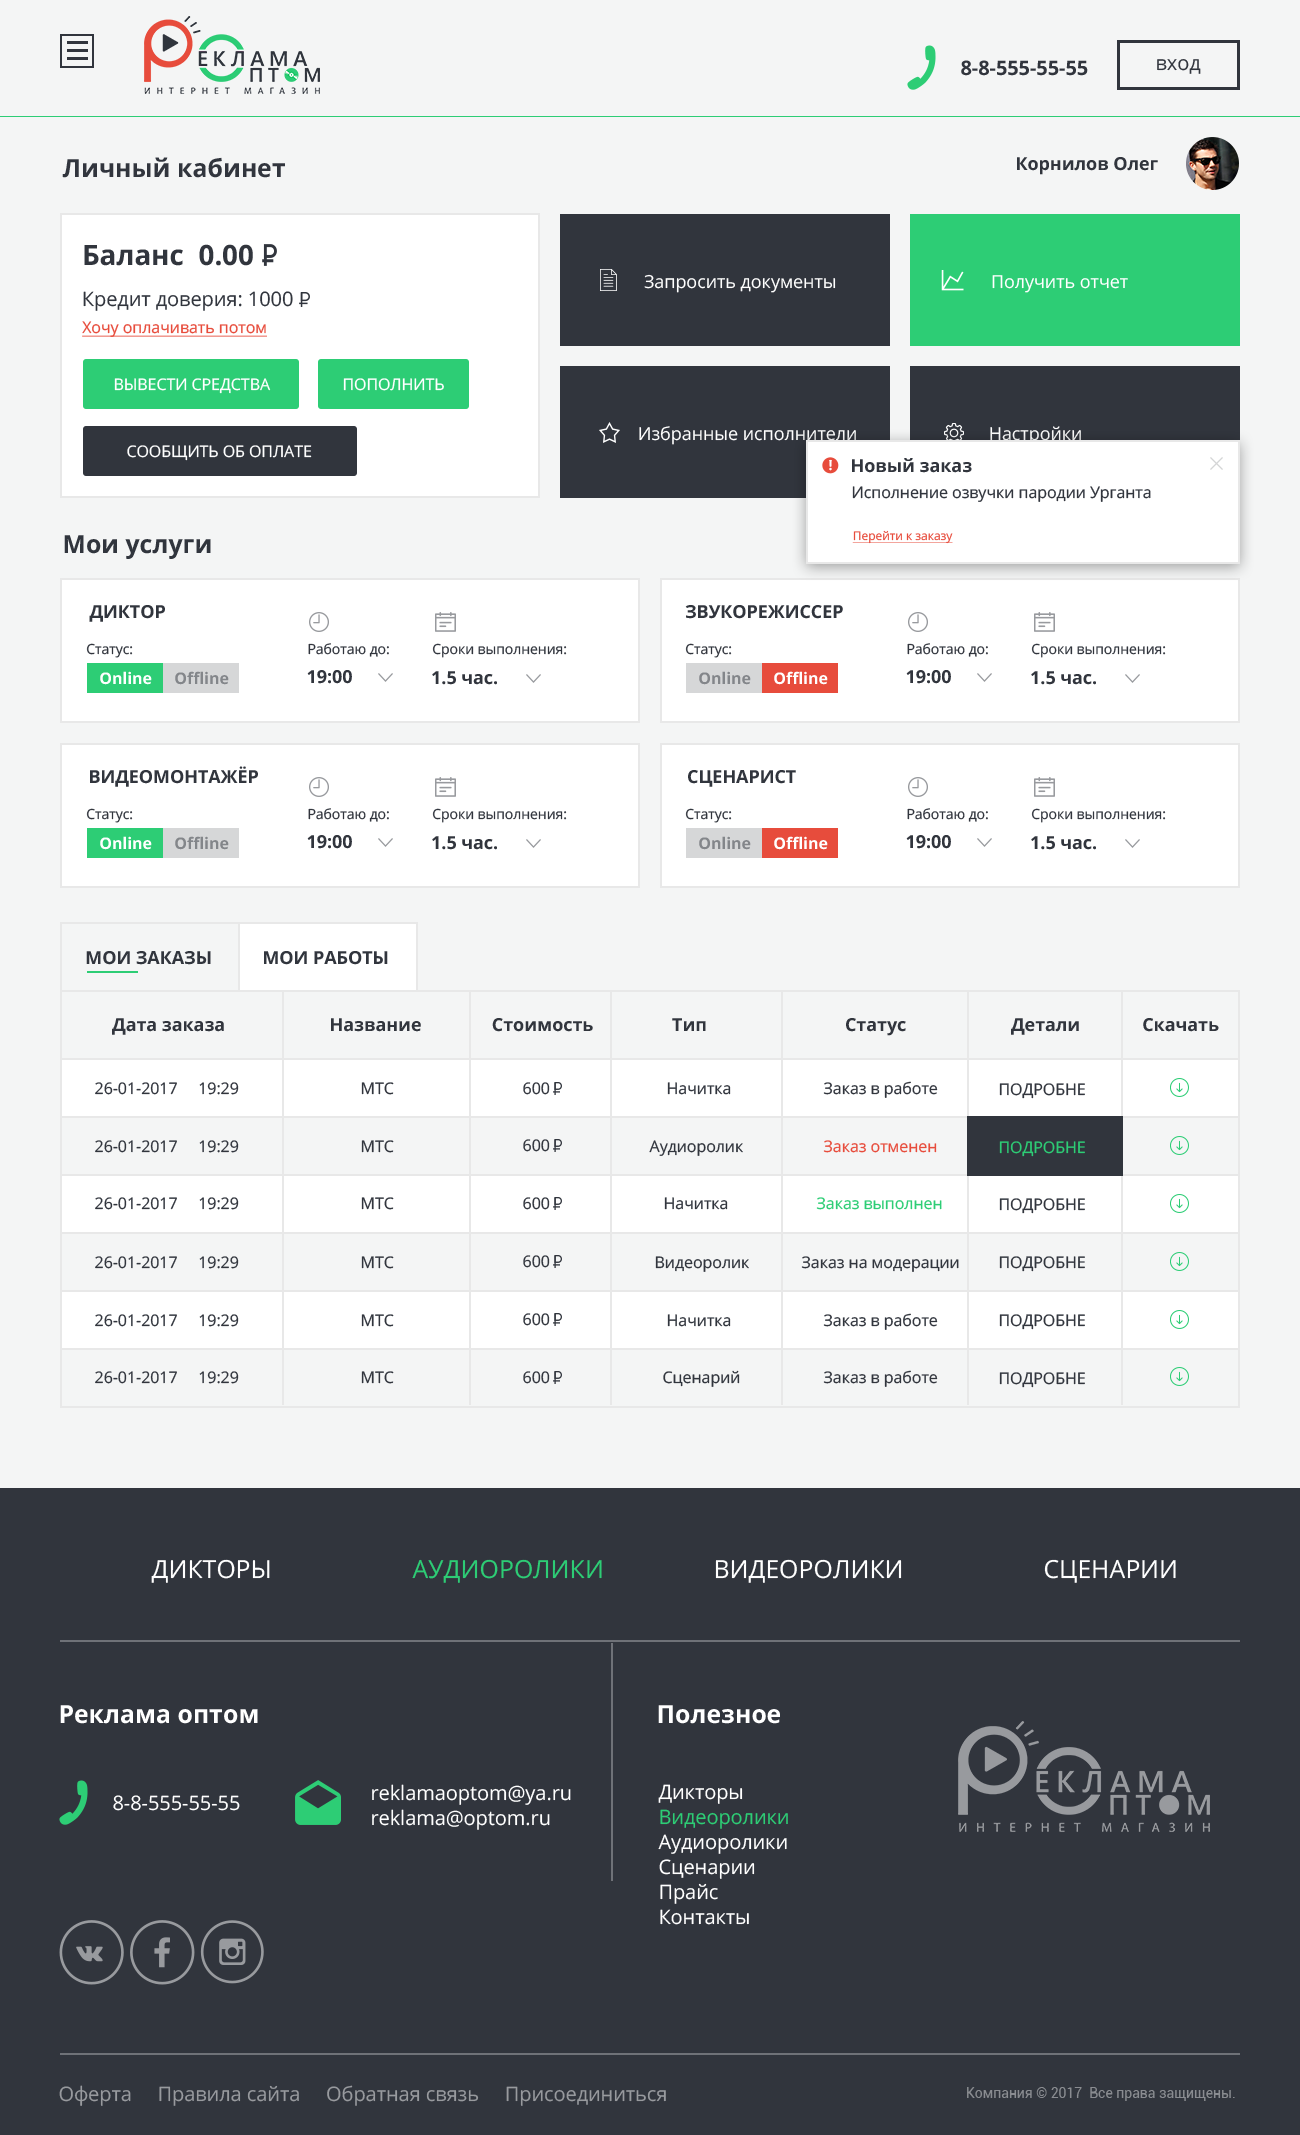 РЕКЛАМА
ОПТОМ
ИНТЕРНЕТ МАГАЗИН
8-8-555-55-55
вход
Личный кабинет
Корнилов Олег
Баланс 0.00 ₽
Кредит доверия: 1000 ₽
Хочу оплачивать потом
ВЫВЕСТИ СРЕДСТВА
ПОПОЛНИТЬ
СООБЩИТЬ ОБ ОПЛАТЕ
Запросить документы
Получить отчет
Избранные исполнители
Настройки
Новый заказ
Исполнение озвучки пародии Урганта
Перейти к заказу
Мои услуги
ДИКТОР
Статус:
Online Offline
Работаю до:
19:00
Сроки выполнения:
1.5 час.
ЗВУКОРЕЖИССЕР
Статус:
Online Offline
Работаю до:
19:00
Сроки выполнения:
1.5 час.
ВИДЕОМОНТАЖЁР
Статус:
Online Offline
Работаю до:
19:00
Сроки выполнения:
1.5 час.
СЦЕНАРИСТ
Статус:
Online Offline
Работаю до:
19:00
Сроки выполнения:
1.5 час.
МОИ ЗАКАЗЫ МОИ РАБОТЫ
Дата заказа Название Стоимость Тип Статус Детали Скачать
26-01-2017 19:29 МТС 600 ₽ Начитка Заказ в работе ПОДРОБНЕ
26-01-2017 19:29 МТС 600 ₽ Аудиоролик Заказ отменен ПОДРОБНЕ
26-01-2017 19:29 МТС 600 ₽ Начитка Заказ выполнен ПОДРОБНЕ
26-01-2017 19:29 МТС 600 ₽ Видеоролик Заказ на модерации ПОДРОБНЕ
26-01-2017 19:29 МТС 600 ₽ Начитка Заказ в работе ПОДРОБНЕ
26-01-2017 19:29 МТС 600 ₽ Сценарий Заказ в работе ПОДРОБНЕ
ДИКТОРЫ АУДИОРОЛИКИ ВИДЕОРОЛИКИ СЦЕНАРИИ
Реклама оптом
8-8-555-55-55
reklamaoptom@ya.ru
reklama@optom.ru
Полезное
Дикторы
Видеоролики
Аудиоролики
Сценарии
Прайс
Контакты
РЕКЛАМА
ОПТОМ
ИНТЕРНЕТ МАГАЗИН
Оферта Правила сайта Обратная связь Присоединиться
Компания © 2017 Все права защищены.